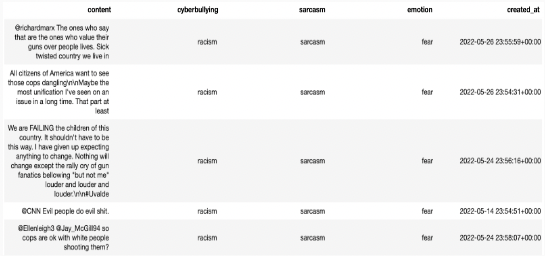 content cyberbullying sarcasm emotion created_at
@richardmarx The ones who say
that are the ones who value their
guns over people lives. Sick
twisted country we live in
racism sarcasm fear 2022-05-26 23:55:59+00:00
All citizens of America want to see
those cops dangling\n\nMaybe the
most unification I've seen on an
issue in a long time. That part at
least
racism sarcasm fear 2022-05-26 23:54:31+00:00
We are FAILING the children of this
country. It shouldn't have to be
this way. I have given up expecting
anything to change. Nothing will
change except the rally cry of gun
fanatics bellowing "but not me"
louder and louder and
louder.\n\n#Uvalde
racism sarcasm fear 2022-05-24 23:56:16+00:00
@CNN Evil people do evil shit.
racism sarcasm fear 2022-05-14 23:54:51+00:00
@Ellenleigh3 @Jay_McGill94 so
cops are ok with white people
shooting them?
racism sarcasm fear 2022-05-24 23:58:07+00:00